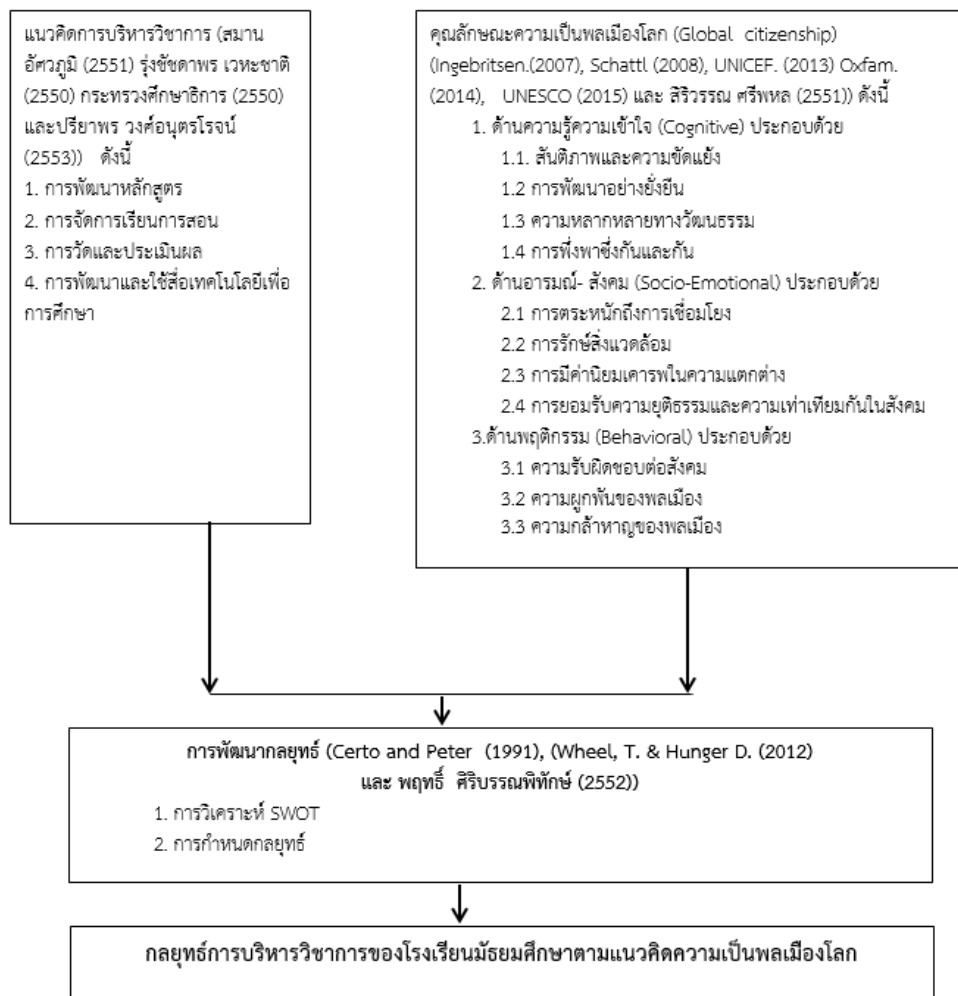 แนวคิดการบริหารวิชาการ (สมาน
อัศวภูมิ (2551) รุ่งชัชดาพร เวหะชาติ
(2550) กระทรวงศึกษาธิการ (2550)
และปรียาพร วงศ์อนุตรโรจน์
(2553)) ดังนี้
1. การพัฒนาหลักสูตร
2. การจัดการเรียนการสอน
3. การวัดและประเมินผล
4. การพัฒนาและใช้สื่อเทคโนโลยีเพื่อ
การศึกษา
คุณลักษณะความเป็นพลเมืองโลก (Global citizenship)
(Ingebritsen.(2007), Schattl (2008), UNICEF. (2013) Oxfam.
(2014), UNESCO (2015) และ สิริวรรณ ศรีพหล (2551)) ดังนี้
1. ด้านความรู้ความเข้าใจ (Cognitive) ประกอบด้วย
1.1. สันติภาพและความขัดแย้ง
1.2 การพัฒนาอย่างยั่งยืน
1.3 ความหลากหลายทางวัฒนธรรม
1.4 การพึ่งพาซึ่งกันและกัน
2. ด้านอารมณ์- สังคม (Socio-Emotional) ประกอบด้วย
2.1 การตระหนักถึงการเชื่อมโยง
2.2 การรักษ์สิ่งแวดล้อม
2.3 การมีค่านิยมเคารพในความแตกต่าง
2.4 การยอมรับความยุติธรรมและความเท่าเทียมกันในสังคม
3.ด้านพฤติกรรม (Behavioral) ประกอบด้วย
3.1 ความรับผิดชอบต่อสังคม
3.2 ความผูกพันของพลเมือง
3.3 ความกล้าหาญของพลเมือง
การพัฒนากลยุทธ์ (Certo and Peter (1991), (Wheel, T. & Hunger D. (2012)
และ พฤทธิ์ ศิริบรรณพิทักษ์ (2552))
1. การวิเคราะห์ SWOT
2. การกำหนดกลยุทธ์
กลยุทธ์การบริหารวิชาการของโรงเรียนมัธยมศึกษาตามแนวคิดความเป็นพลเมืองโลก